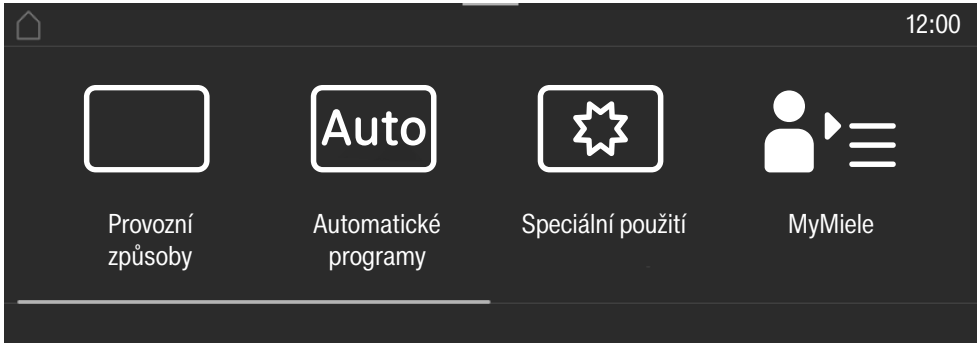 12:00
Auto
Provozní
způsoby
Automatické
programy
Speciální použití
MyMiele